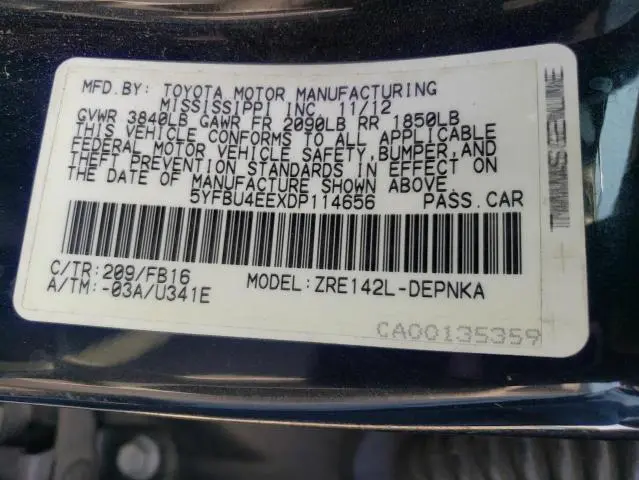 MFD.BY: TOYOTA MOTOR MANUFACTURING
MISSISSIPPI INC 11/12
GVWR 3840LB GAWR FR 2090LB RR 1850LB
THIS VEHICLE CONFORMS TO ALL APPLICABLE
FEDERAL MOTOR VEHICLE SAFETY,BUMPER,AND
THEFT PREVENTION STANDARDS IN EFFECT ON
THE DATE OF MANUFACTURE SHOWN ABOVE.
5YFBU4EEXDP114656 PASS.CAR
C/TR:209/FB16 MODEL:ZRE142L-DEPNKA
A/TM:-03A/U341E
CA00135359